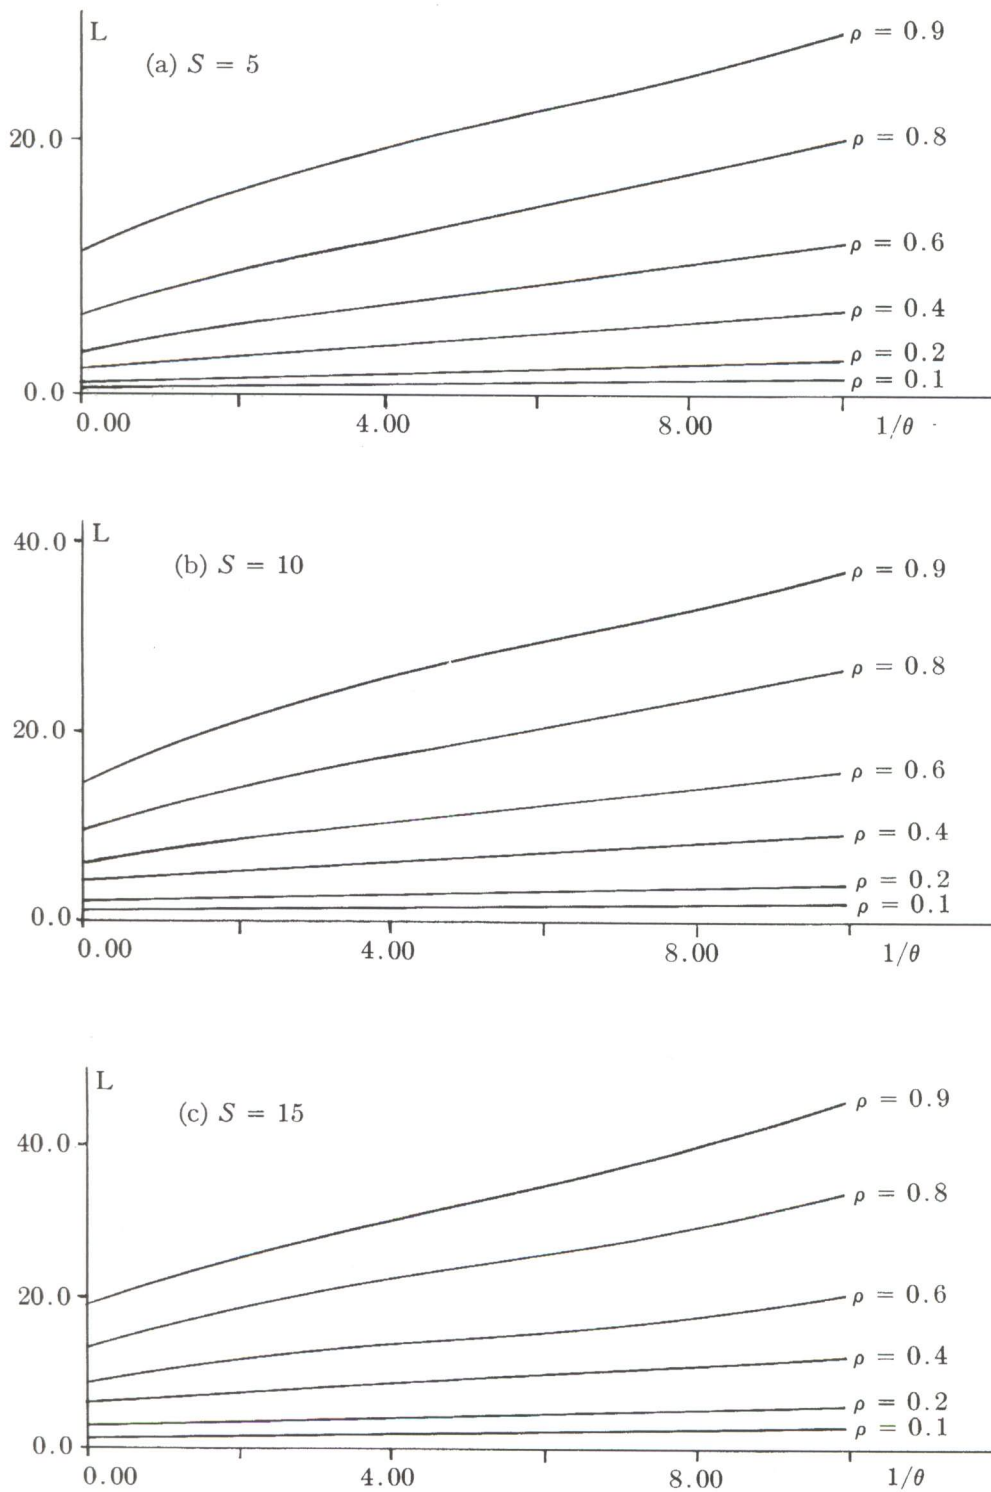 L
(a) S = 5
ρ = 0.9
20.0
ρ = 0.8
ρ = 0.6
ρ = 0.4
ρ = 0.2
ρ = 0.1
0.0
0.00 4.00 8.00 1/θ
L
40.0
(b) S = 10
ρ = 0.9
ρ = 0.8
20.0
ρ = 0.6
ρ = 0.4
ρ = 0.2
ρ = 0.1
0.0
0.00 4.00 8.00 1/θ
L
(c) S = 15
ρ = 0.9
40.0
ρ = 0.8
20.0
ρ = 0.6
ρ = 0.4
ρ = 0.2
ρ = 0.1
0.0
0.00 4.00 8.00 1/θ